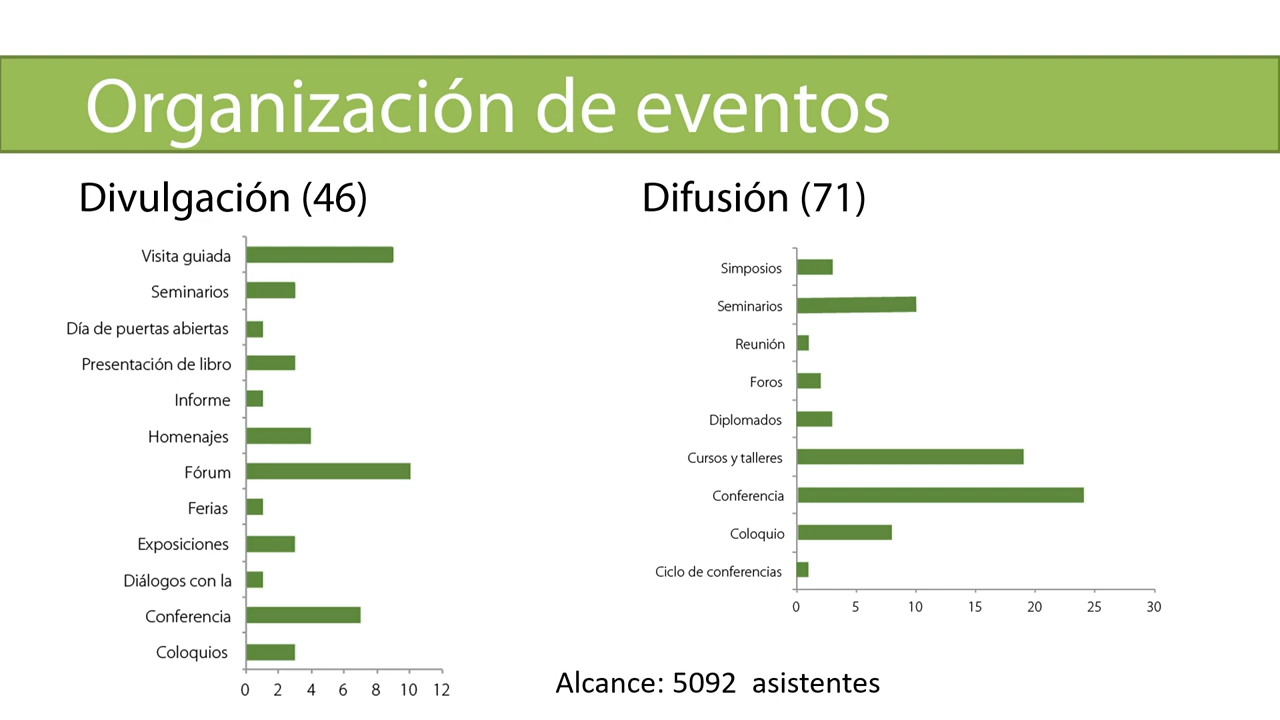 Organización de eventos
Divulgación (46)
Visita guiada
Seminarios
Día de puertas abiertas
Presentación de libro
Informe
Homenajes
Fórum
Ferias
Exposiciones
Diálogos con la
Conferencia
Coloquios
0 2 4 6 8 10 12
Difusión (71)
Simposios
Seminarios
Reunión
Foros
Diplomados
Cursos y talleres
Conferencia
Coloquio
Ciclo de conferencias
0 5 10 15 20 25 30
Alcance: 5092 asistentes